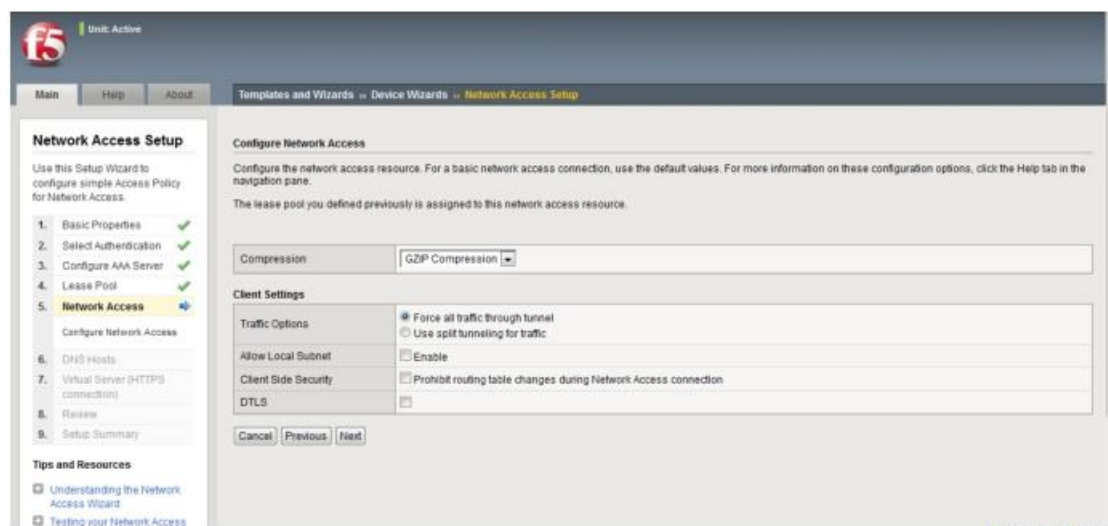 f5
Unit: Active
Main Help About
Templates and Wizards » Device Wizards » Network Access Setup
Network Access Setup
Use this Setup Wizard to
configure simple Access Policy
for Network Access.
1. Basic Properties
2. Select Authentication
3. Configure AAA Server
4. Lease Pool
5. Network Access
Configure Network Access
6. DNS Hosts
7. Virtual Server (HTTPS
connection)
8. Review
9. Setup Summary
Tips and Resources
Understanding the Network
Access Wizard
Testing your Network Access
Configure Network Access
Configure the network access resource. For a basic network access connection, use the default values. For more information on these configuration options, click the Help tab in the
navigation pane.
The lease pool you defined previously is assigned to this network access resource.
Compression GZIP Compression
Client Settings
Traffic Options Force all traffic through tunnel
Use split tunneling for traffic
Allow Local Subnet Enable
Client Side Security Prohibit routing table changes during Network Access connection
DTLS
Cancel Previous Next